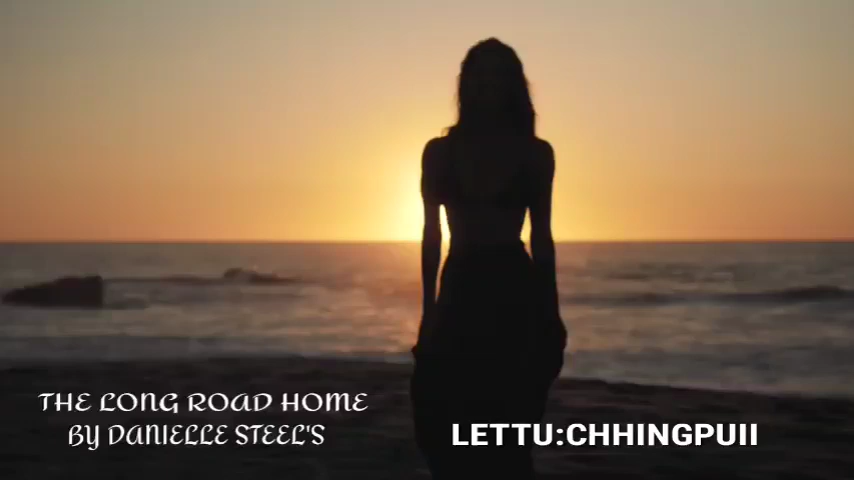 THE LONG ROAD HOME
BY DANIELLE STEEL'S
LETTU:CHHINGPUII